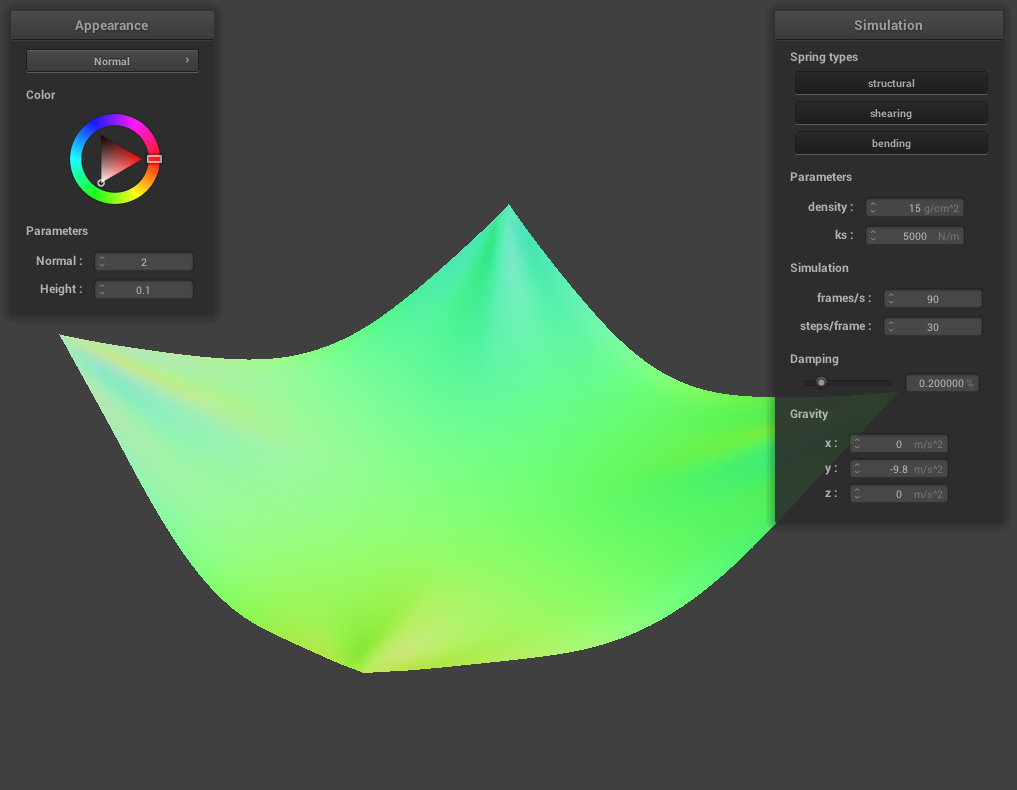 Appearance
Normal
Color
Parameters
Normal : 2
Height : 0.1
Simulation
Spring types
structural
shearing
bending
Parameters
density : 15 g/cm^2
ks : 5000 N/m
Simulation
frames/s : 90
steps/frame : 30
Damping
0.200000 %
Gravity
x : 0 m/s^2
y : -9.8 m/s^2
z : 0 m/s^2